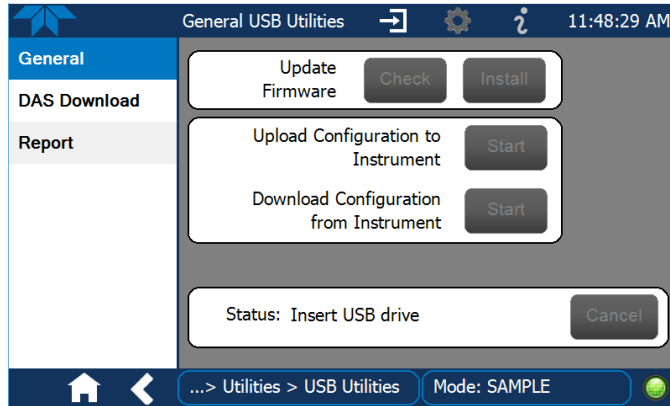 General USB Utilities
11:48:29 AM
General
DAS Download
Report
Update
Firmware
Check
Install
Upload Configuration to
Instrument
Start
Download Configuration
from Instrument
Start
Status: Insert USB drive
Cancel
...> Utilities > USB Utilities
Mode: SAMPLE